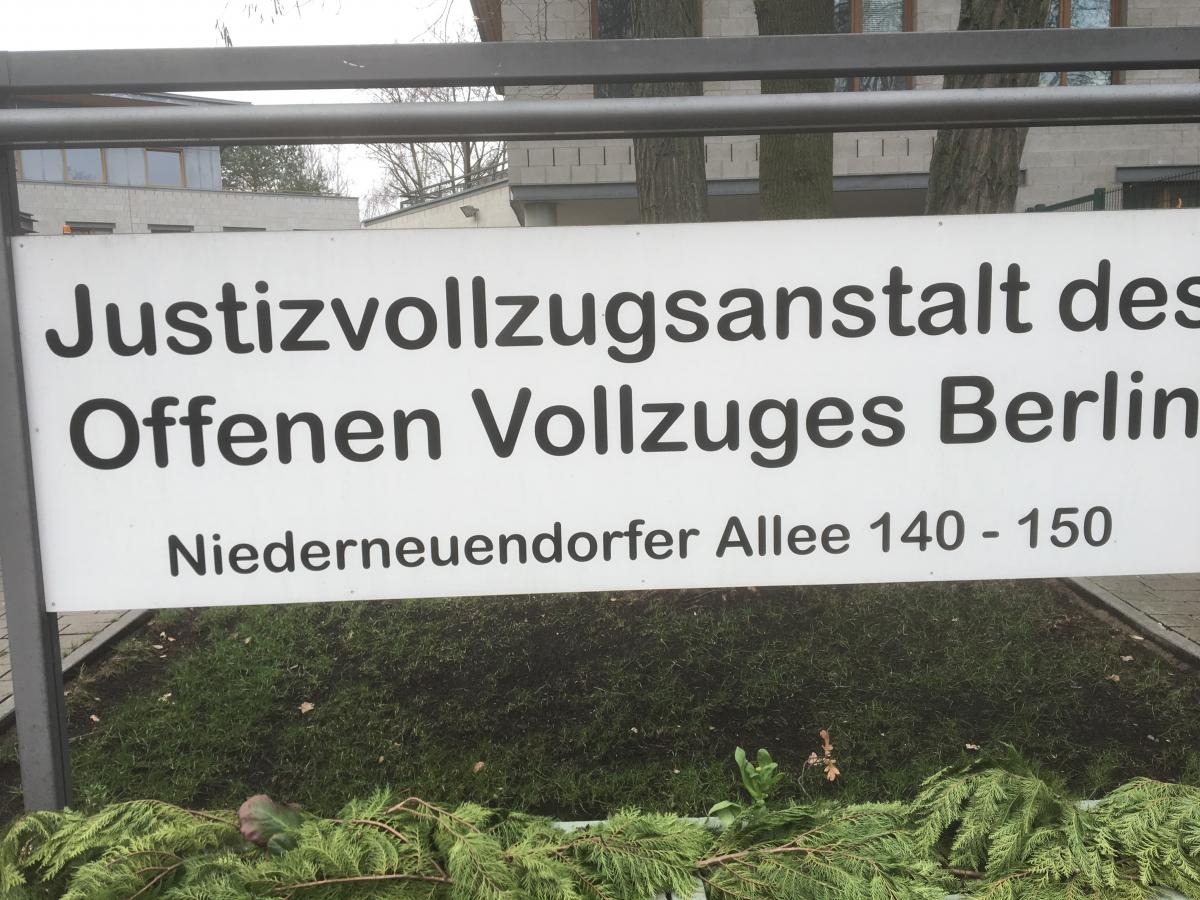 Justizvollzugsanstalt des
Offenen Vollzuges Berlin
Niederneuendorfer Allee 140 - 150